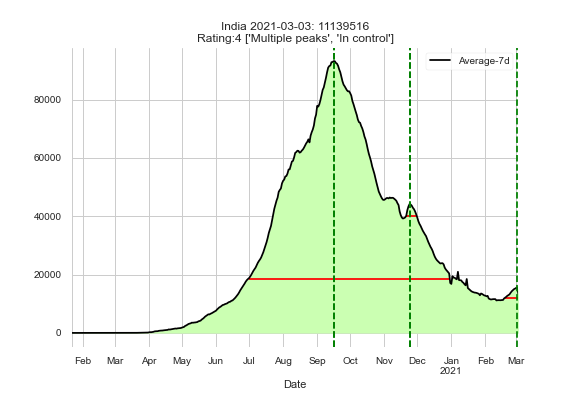 India 2021-03-03: 11139516
Rating:4 ['Multiple peaks', 'In control']
Average-7d
80000
60000
40000
20000
0
Feb Mar Apr May Jun Jul Aug Sep Oct Nov Dec Jan Feb Mar
2021
Date